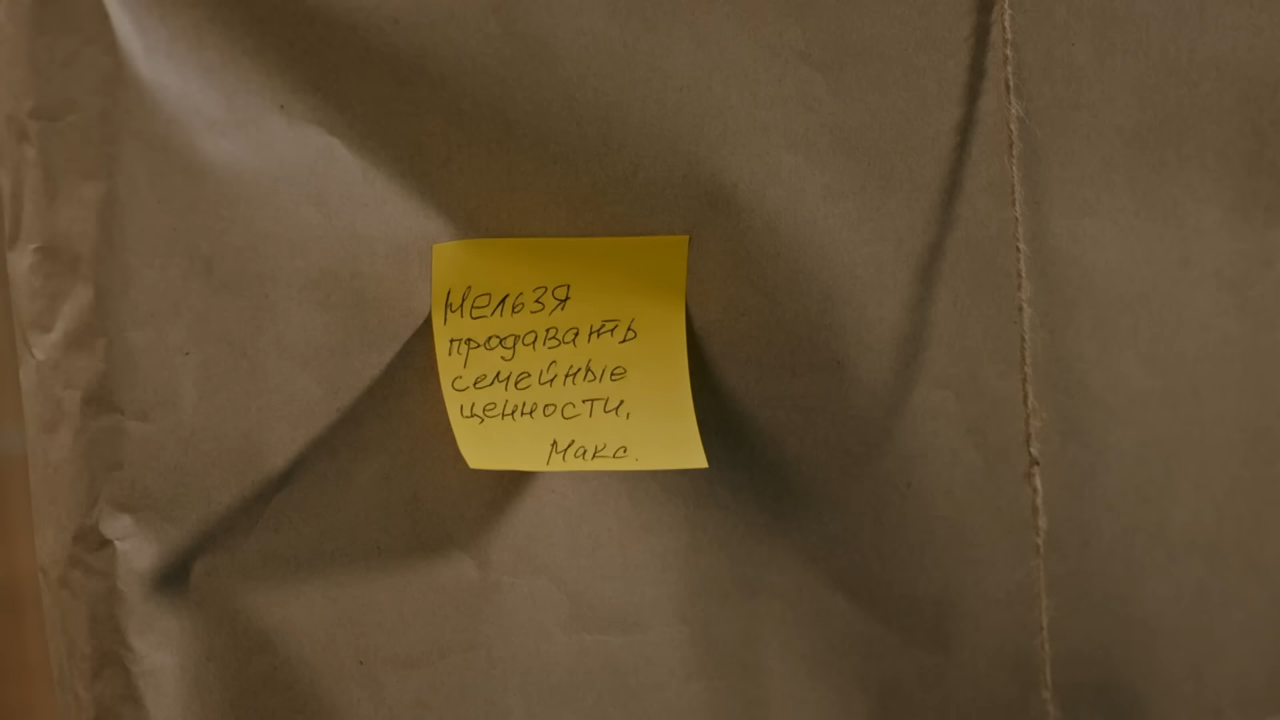 Нельзя
продавать
семейные
ценности.
Макс.